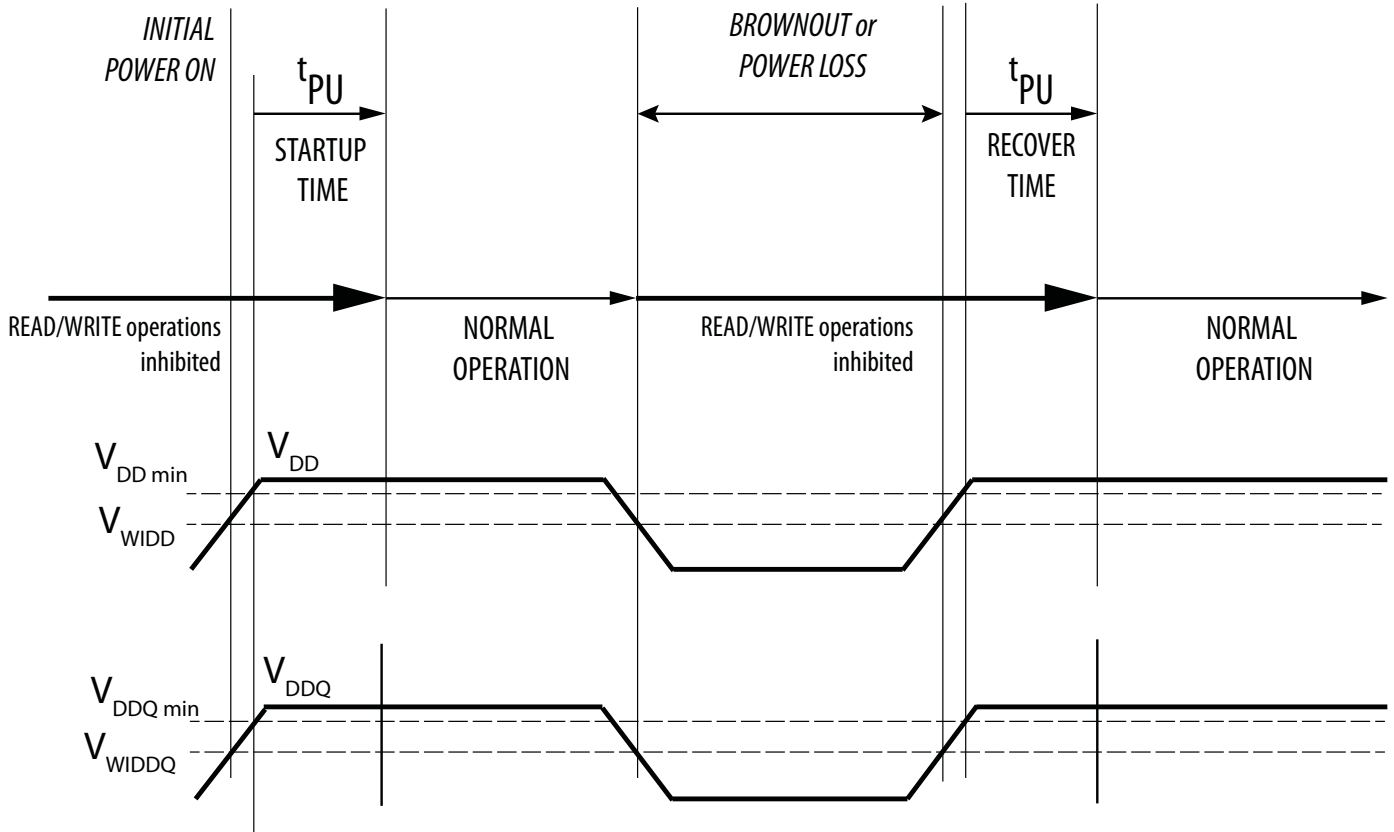 INITIAL
POWER ON
tPU
STARTUP
TIME
BROWNOUT or
POWER LOSS
tPU
RECOVER
TIME
READ/WRITE operations
inhibited
NORMAL
OPERATION
READ/WRITE operations
inhibited
NORMAL
OPERATION
VDD min
VDD
VWIDD
VDDQ min
VDDQ
VWIDDQ